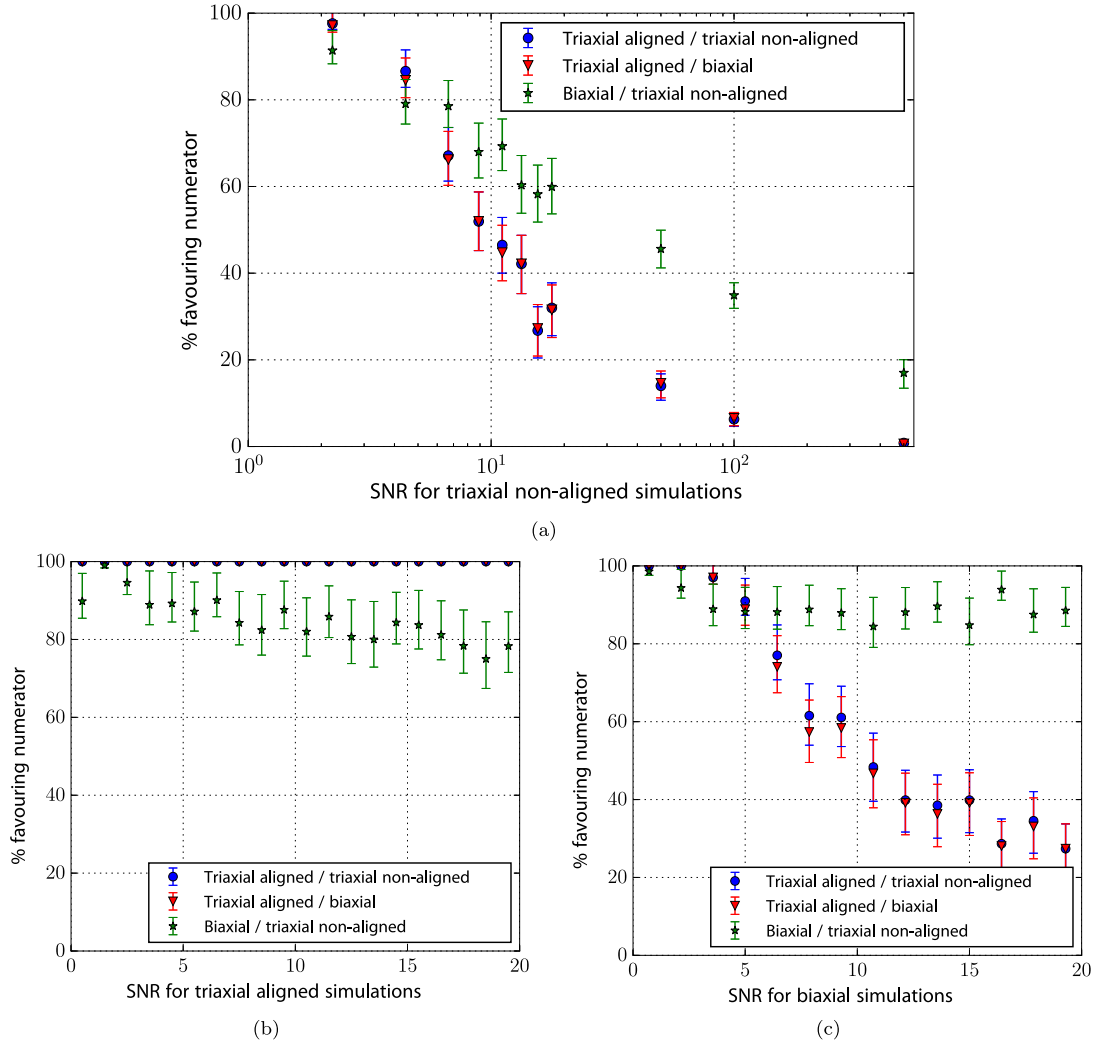 100
80
60
40
20
0
% favouring numerator
Triaxial aligned / triaxial non-aligned
Triaxial aligned / biaxial
Biaxial / triaxial non-aligned
10^0 10^1 10^2
SNR for triaxial non-aligned simulations
(a)
100
80
60
40
20
0
% favouring numerator
Triaxial aligned / triaxial non-aligned
Triaxial aligned / biaxial
Biaxial / triaxial non-aligned
0 5 10 15 20
SNR for triaxial aligned simulations
(b)
100
80
60
40
20
0
% favouring numerator
Triaxial aligned / triaxial non-aligned
Triaxial aligned / biaxial
Biaxial / triaxial non-aligned
0 5 10 15 20
SNR for biaxial simulations
(c)